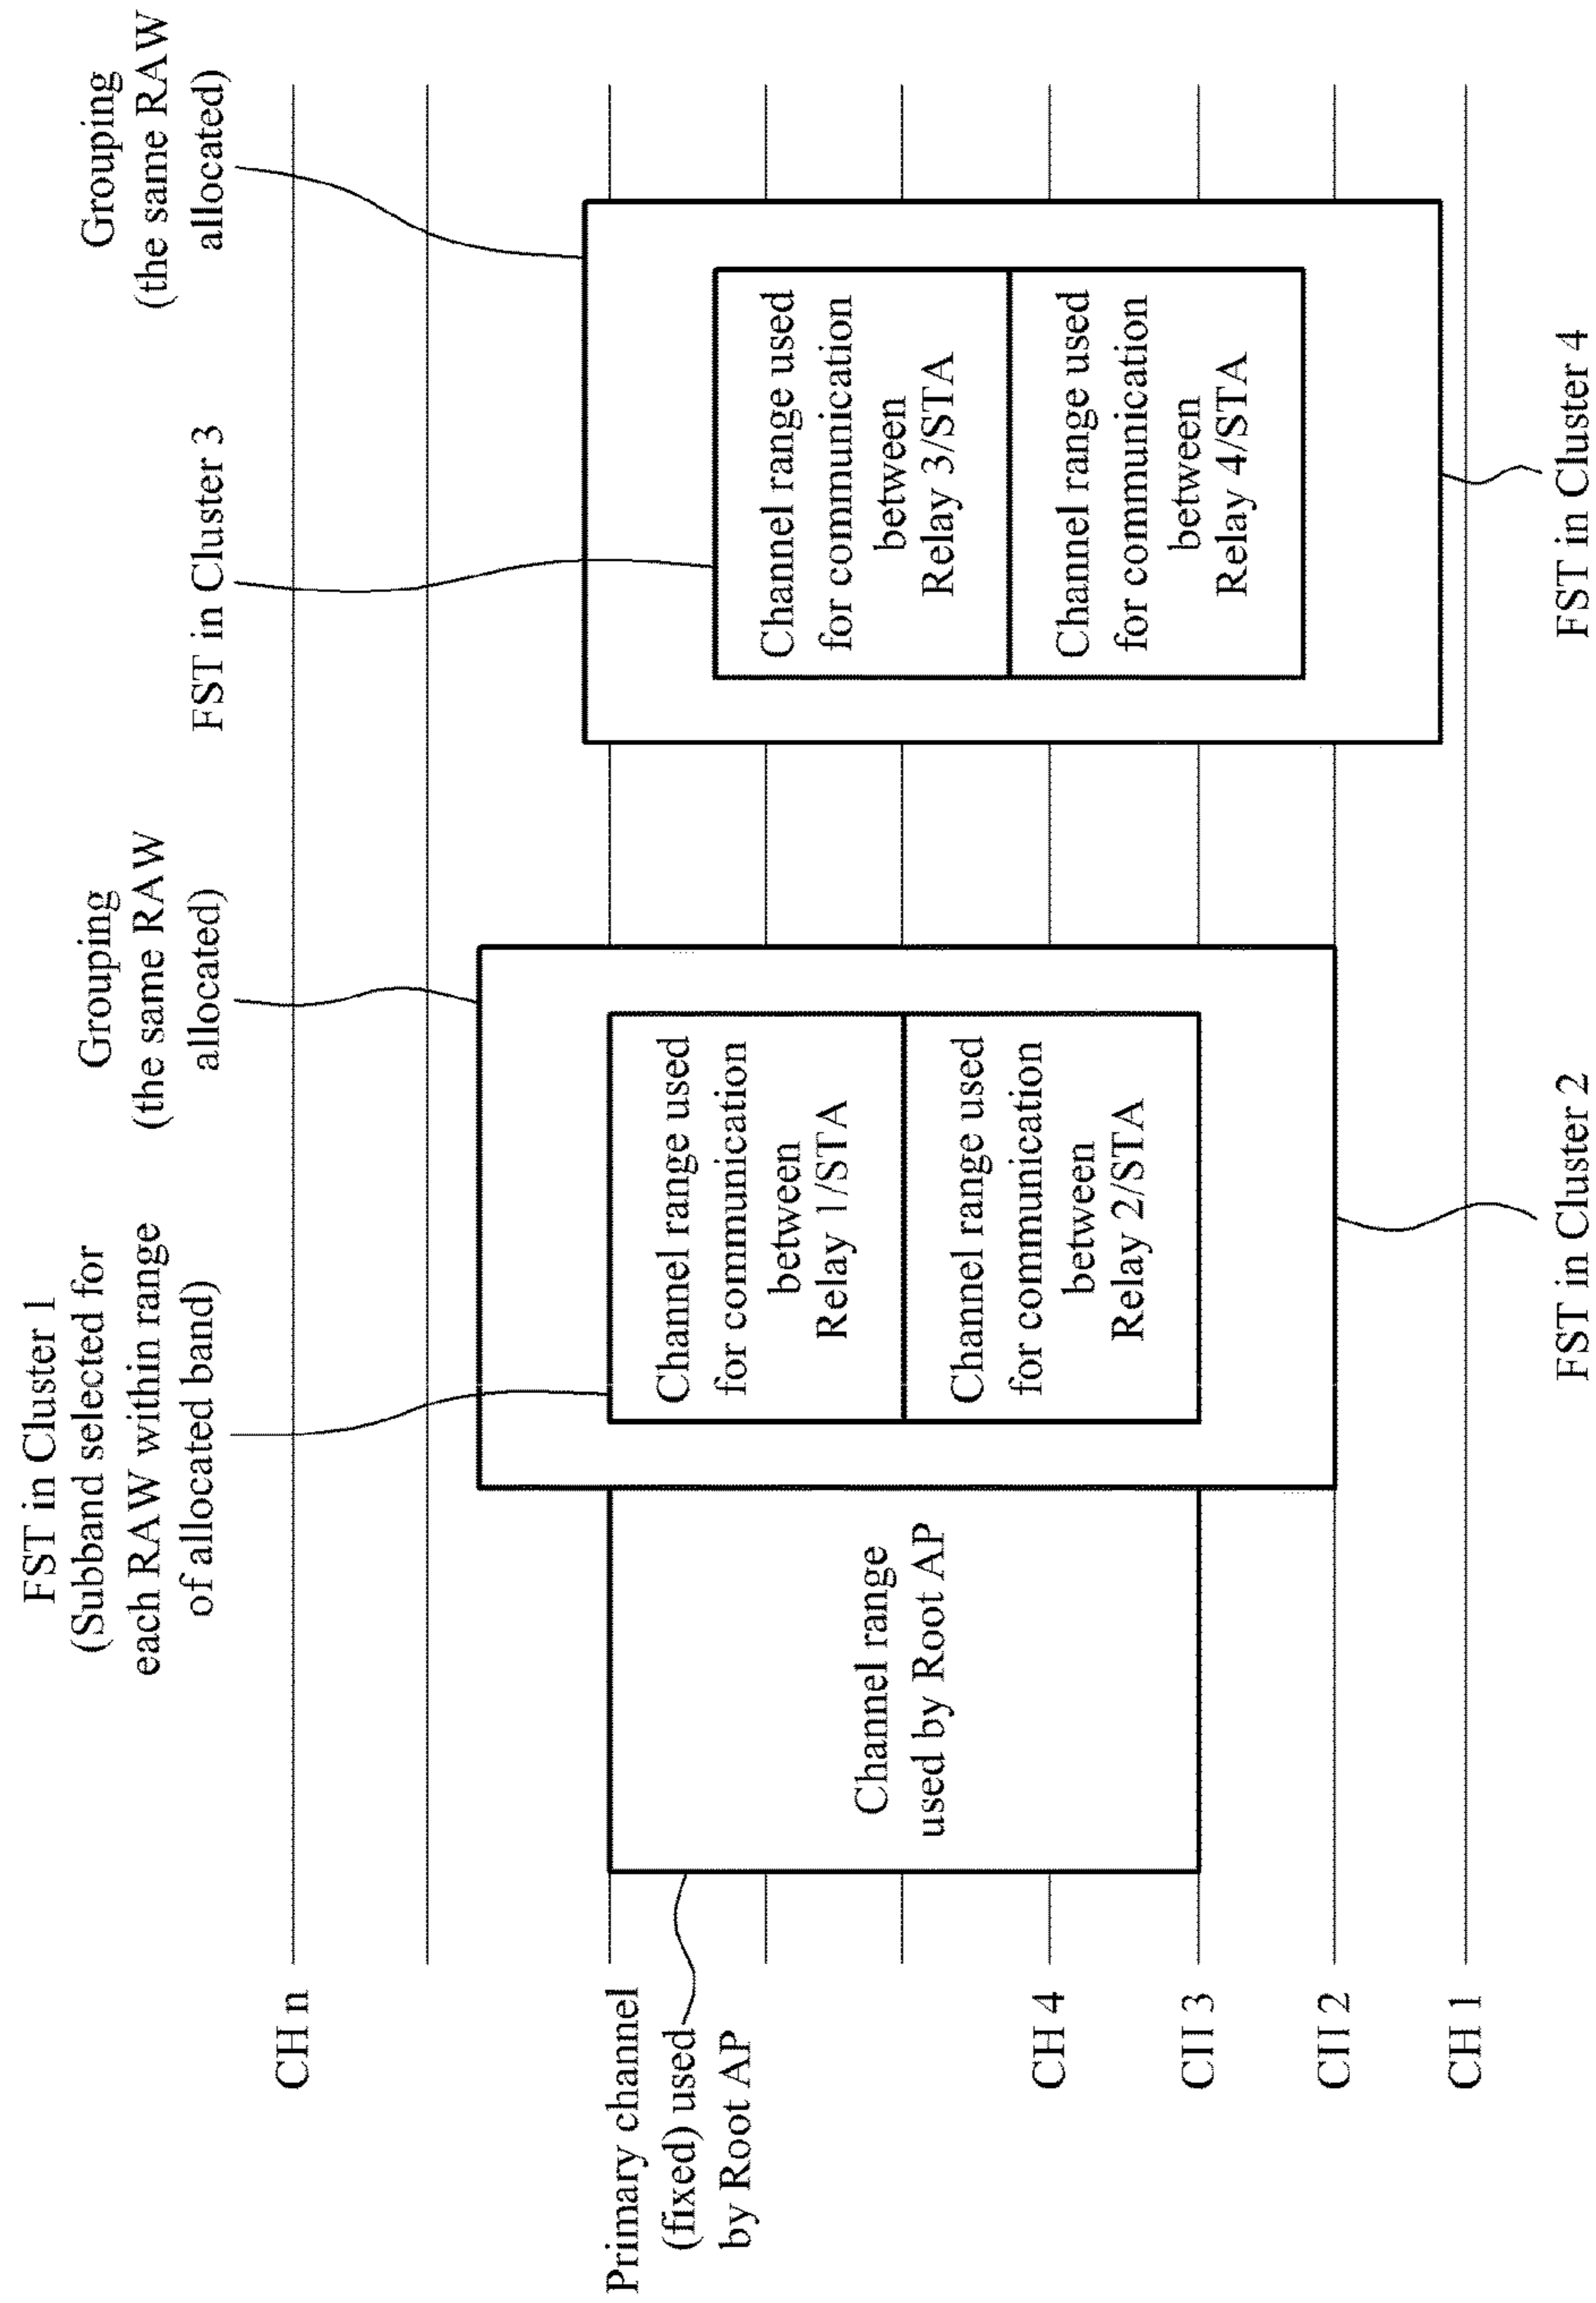 FST in Cluster 1
(Subband selected for
each RAW within range
of allocated band)
Grouping
(the same RAW
allocated)
FST in Cluster 3
Grouping
(the same RAW
allocated)
CH n
Primary channel
(fixed) used
by Root AP
CH 4
CH 3
CH 2
CH 1
Channel range
used by Root AP
Channel range used
for communication
between
Relay 1/STA
Channel range used
for communication
between
Relay 2/STA
Channel range used
for communication
between
Relay 3/STA
Channel range used
for communication
between
Relay 4/STA
FST in Cluster 2
FST in Cluster 4